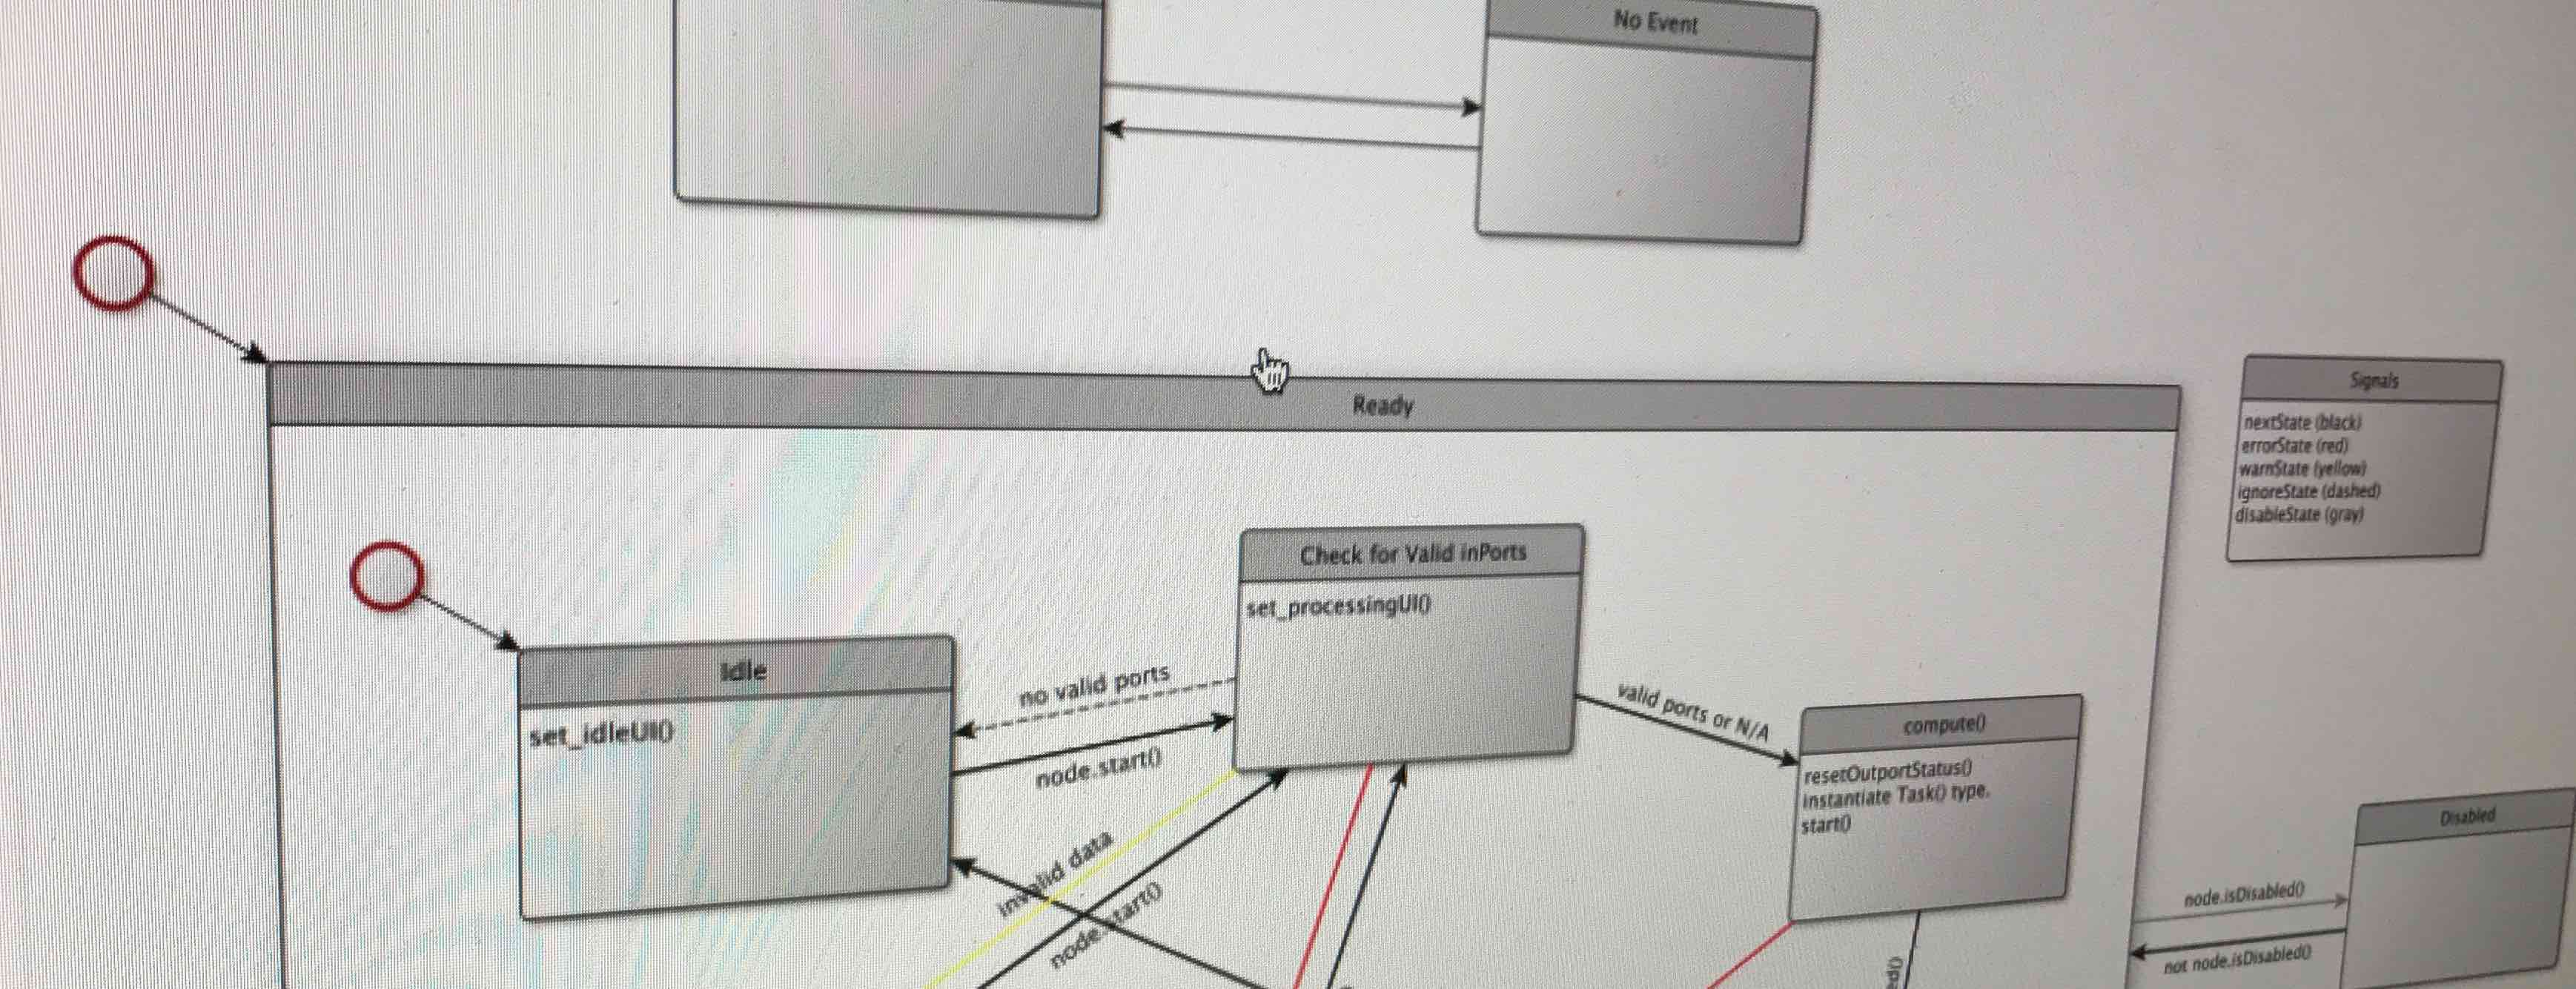 No Event
Ready
Signals
nextState (black)
errorState (red)
warnState (yellow)
ignoreState (dashed)
disableState (gray)
Check for Valid inPorts
set_processingUI()
Idle
set_idleUI()
no valid ports
node.start()
valid ports or N/A
compute()
resetOutportStatus()
instantiate Task() type.
start()
Disabled
invalid data
node.start()
node.isDisabled()
not node.isDisabled()